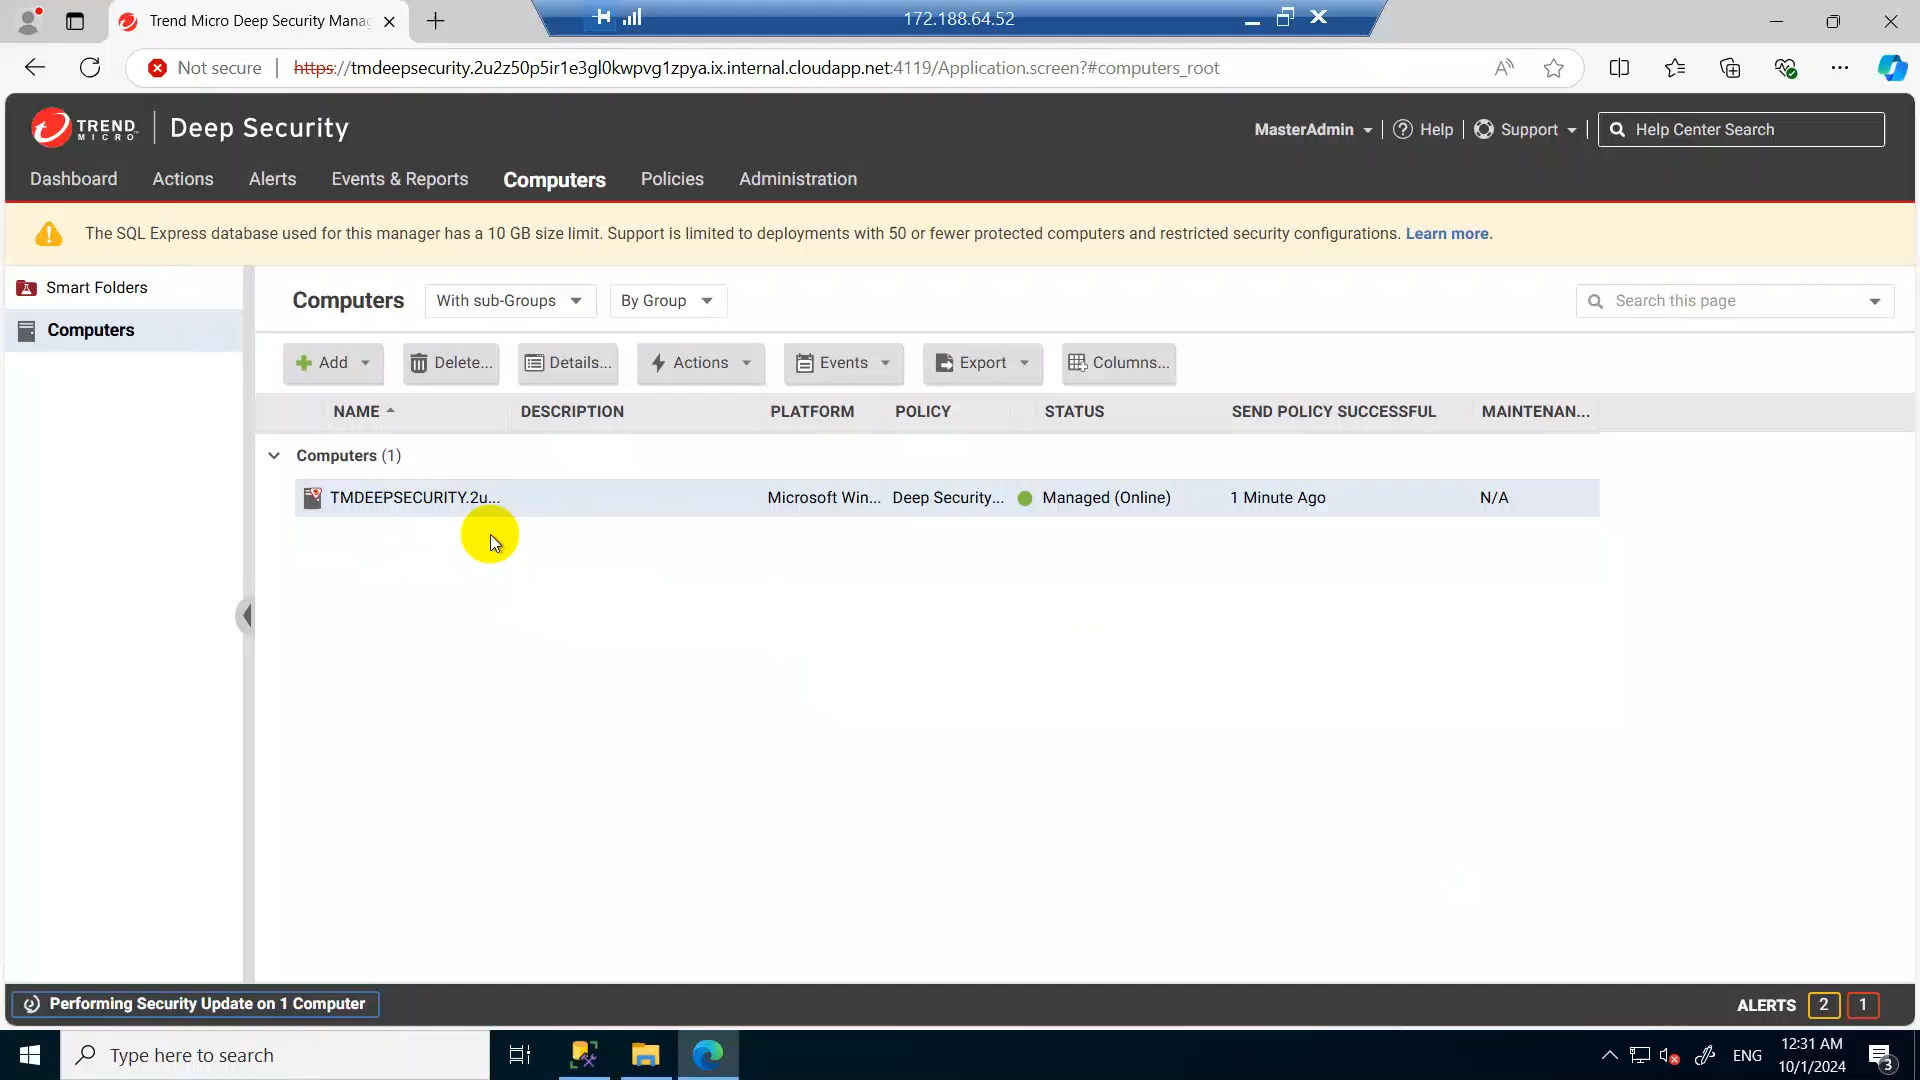 Trend Micro Deep Security Mana
172.188.64.52
Not secure
https://tmdeepsecurity.2u2z50p5ir1e3gl0kwpvg1zpya.ix.internal.cloudapp.net:4119/Application.screen?#computers_root
TREND MICRO
Deep Security
MasterAdmin
Help
Support
Help Center Search
Dashboard
Actions
Alerts
Events & Reports
Computers
Policies
Administration
The SQL Express database used for this manager has a 10 GB size limit. Support is limited to deployments with 50 or fewer protected computers and restricted security configurations. Learn more.
Smart Folders
Computers
Computers
With sub-Groups
By Group
Search this page
Add
Delete...
Details...
Actions
Events
Export
Columns...
NAME
DESCRIPTION
PLATFORM
POLICY
STATUS
SEND POLICY SUCCESSFUL
MAINTENAN...
Computers (1)
TMDEEPSECURITY.2u...
Microsoft Win...
Deep Security...
Managed (Online)
1 Minute Ago
N/A
Performing Security Update on 1 Computer
ALERTS 2 1
Type here to search
ENG
12:31 AM
10/1/2024
3